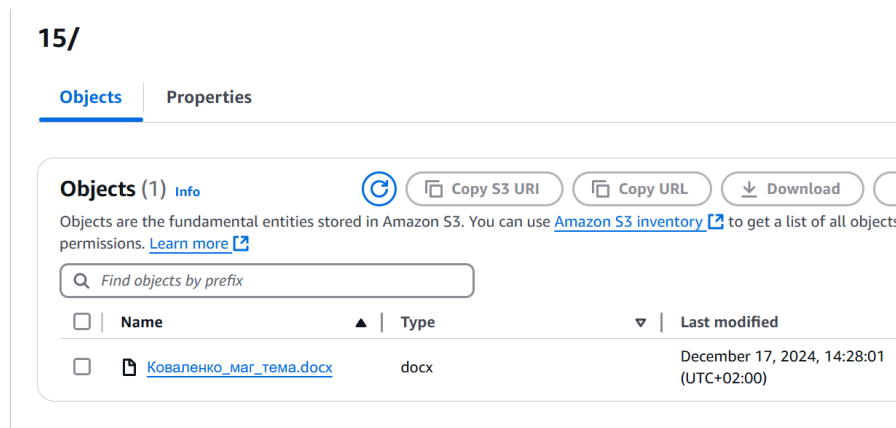 15/
Objects Properties
Objects (1) Info Copy S3 URI Copy URL Download
Objects are the fundamental entities stored in Amazon S3. You can use Amazon S3 inventory to get a list of all objects
permissions. Learn more
Find objects by prefix
Name Type Last modified
Коваленко_маг_тема.docx docx December 17, 2024, 14:28:01
(UTC+02:00)